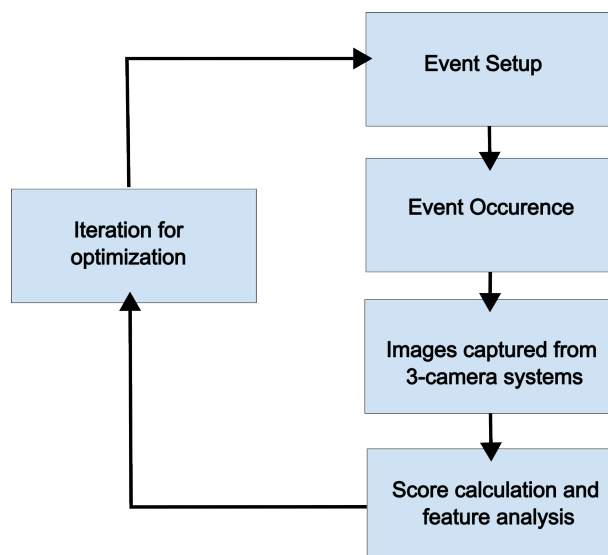 Event Setup
Event Occurence
Images captured from
3-camera systems
Score calculation and
feature analysis
Iteration for
optimization